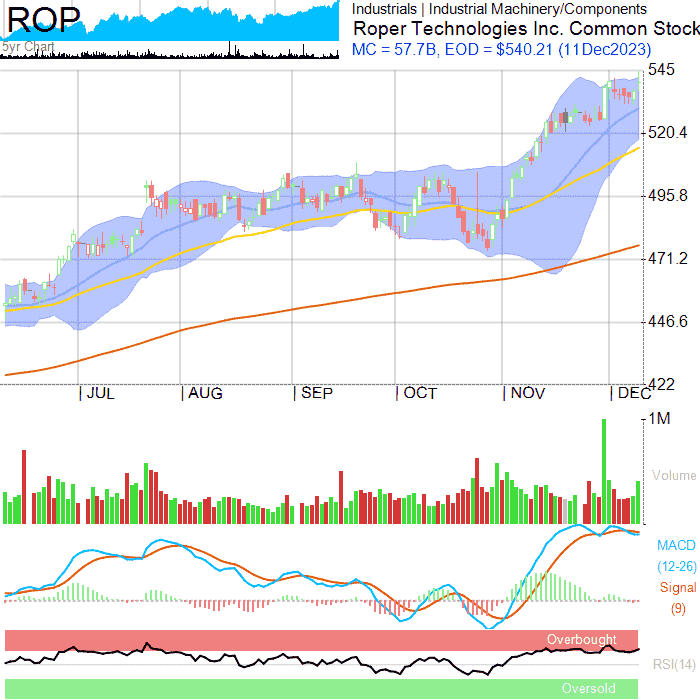 ROP
5yr Chart
Industrials | Industrial Machinery/Components
Roper Technologies Inc. Common Stock
MC = 57.7B, EOD = $540.21 (11Dec2023)
545
520.4
495.8
471.2
446.6
422
JUL AUG SEP OCT NOV DEC
1M
Volume
MACD
(12-26)
Signal
(9)
Overbought
RSI(14)
Oversold